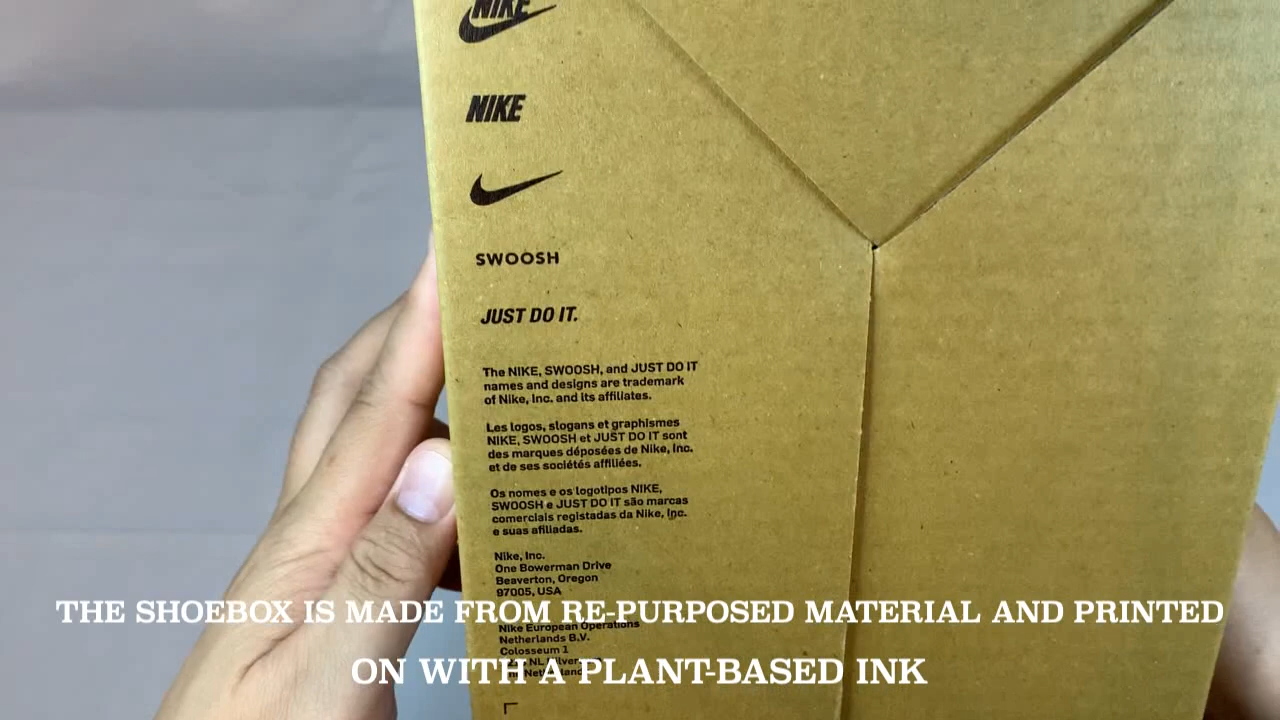 NIKE
NIKE
SWOOSH
JUST DO IT.
The NIKE, SWOOSH, and JUST DO IT
names and designs are trademark
of Nike, Inc. and its affiliates.
Les logos, slogans et graphismes
NIKE, SWOOSH et JUST DO IT sont
des marques déposées de Nike, Inc.
et de ses sociétés affiliées.
Os nomes e os logotipos NIKE,
SWOOSH e JUST DO IT são marcas
comerciais registadas da Nike, Inc.
e suas afiliadas.
Nike, Inc.
One Bowerman Drive
Beaverton, Oregon
97005, USA
THE SHOEBOX IS MADE FROM RE-PURPOSED MATERIAL AND PRINTED
Nike European Operations
Netherlands B.V.
Colosseum 1
NL
ON WITH A PLANT-BASED INK